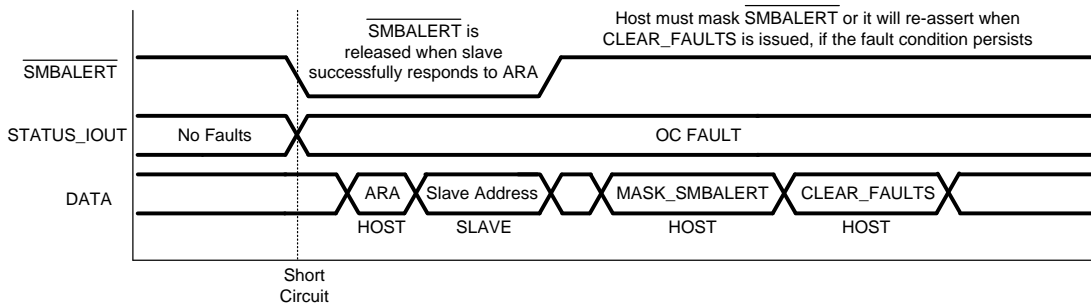 SMBALERT is
released when slave
successfully responds to ARA
Host must mask SMBALERT or it will re-assert when
CLEAR_FAULTS is issued, if the fault condition persists
SMBALERT
STATUS_IOUT
No Faults
OC FAULT
DATA
ARA
Slave Address
MASK_SMBALERT
CLEAR_FAULTS
HOST
SLAVE
HOST
HOST
Short
Circuit